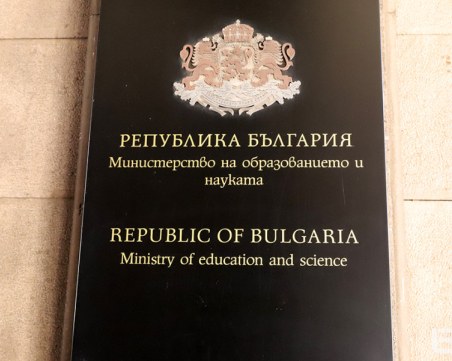 РЕПУБЛИКА БЪЛГАРИЯ
Министерство на образованието и
науката
REPUBLIC OF BULGARIA
Ministry of education and science